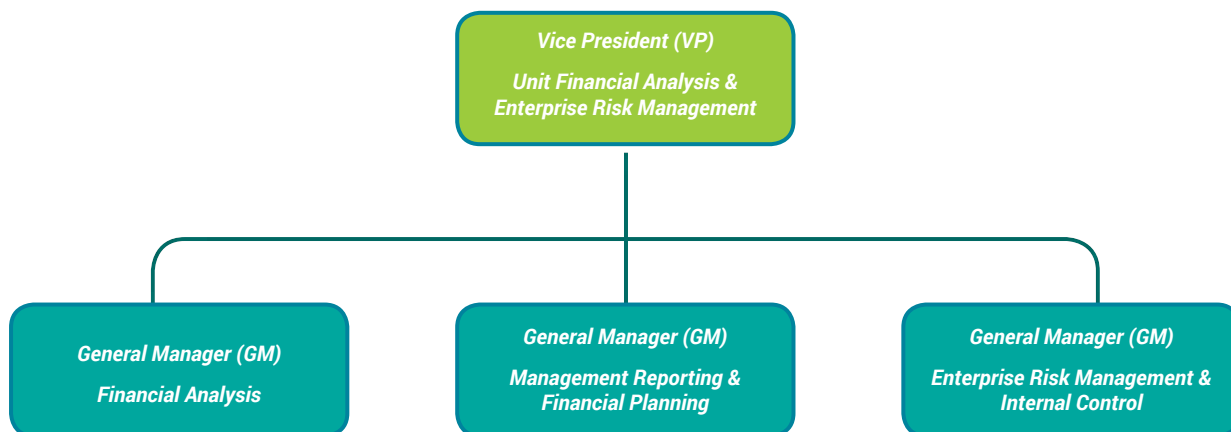 Vice President (VP)
Unit Financial Analysis &
Enterprise Risk Management
General Manager (GM)
Financial Analysis
General Manager (GM)
Management Reporting &
Financial Planning
General Manager (GM)
Enterprise Risk Management &
Internal Control